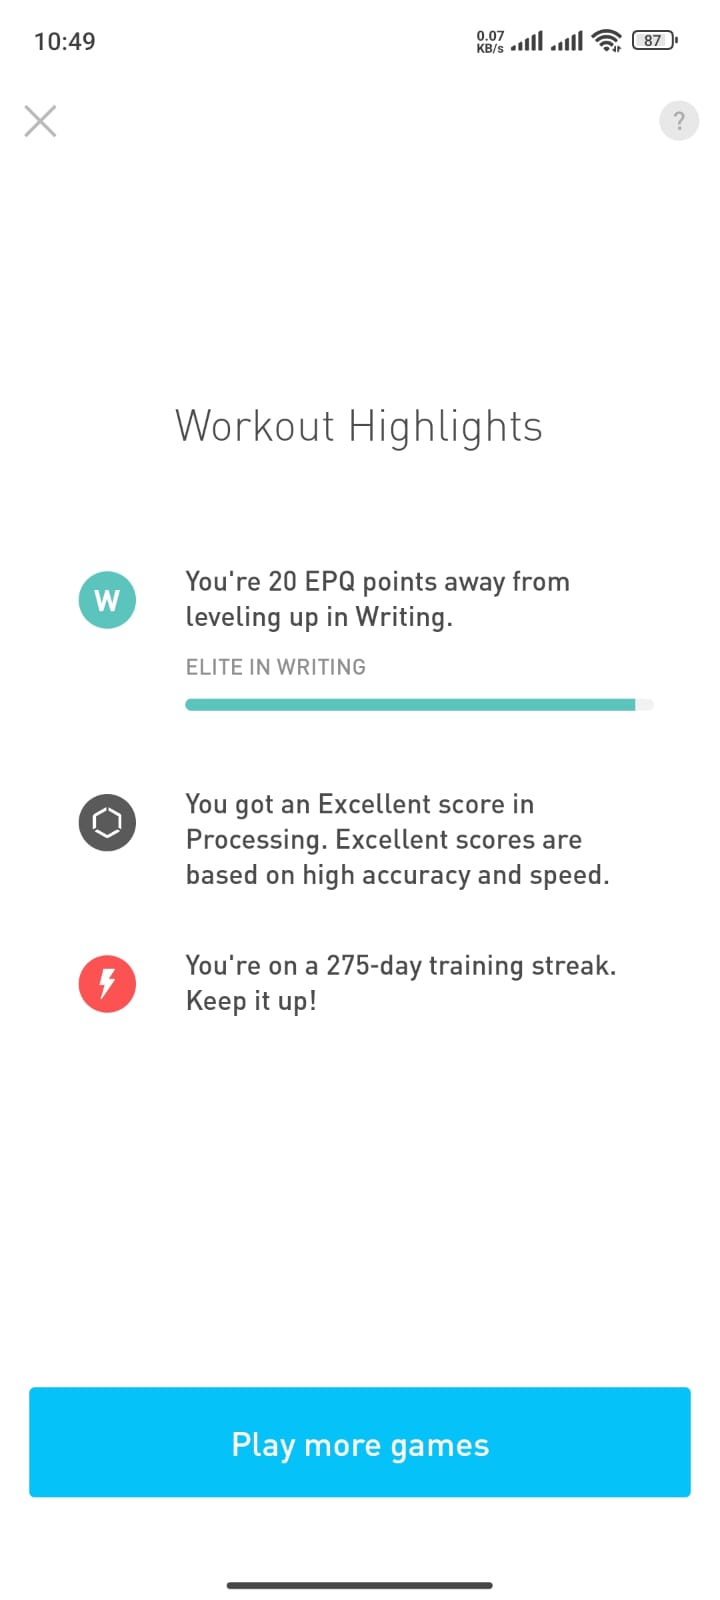 10:49
0.07
KB/s
87
?
Workout Highlights
W
You're 20 EPQ points away from
leveling up in Writing.
ELITE IN WRITING
You got an Excellent score in
Processing. Excellent scores are
based on high accuracy and speed.
You're on a 275-day training streak.
Keep it up!
Play more games